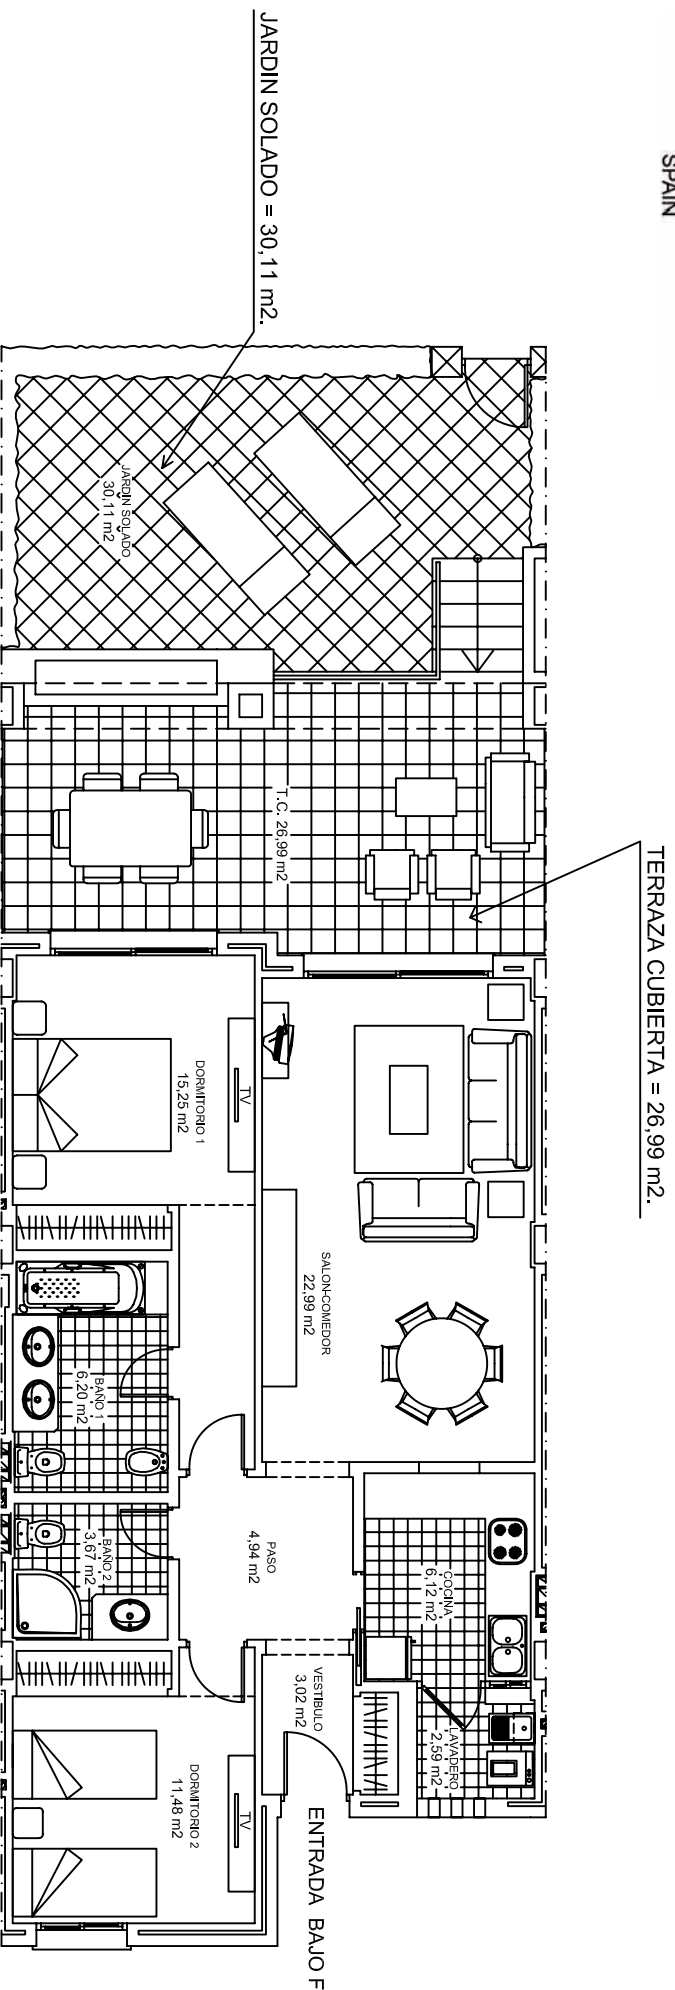 SPAIN
JARDIN SOLADO = 30,11 m2.
TERRAZA CUBIERTA = 26,99 m2.
JARDIN SOLADO
30,11 m2
T.C. 26,99 m2
DORMITORIO 1
15,25 m2
TV
SALON-COMEDOR
22,99 m2
BAÑO 1
6,20 m2
BAÑO 2
3,67 m2
PASO
4,94 m2
COCINA
6,12 m2
VESTIBULO
3,02 m2
LAVADERO
2,59 m2
DORMITORIO 2
11,48 m2
TV
ENTRADA BAJO F